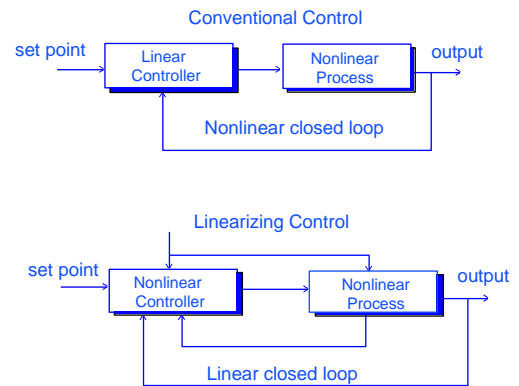 Conventional Control
set point
Linear
Controller
Nonlinear
Process
output
Nonlinear closed loop
Linearizing Control
set point
Nonlinear
Controller
Nonlinear
Process
output
Linear closed loop